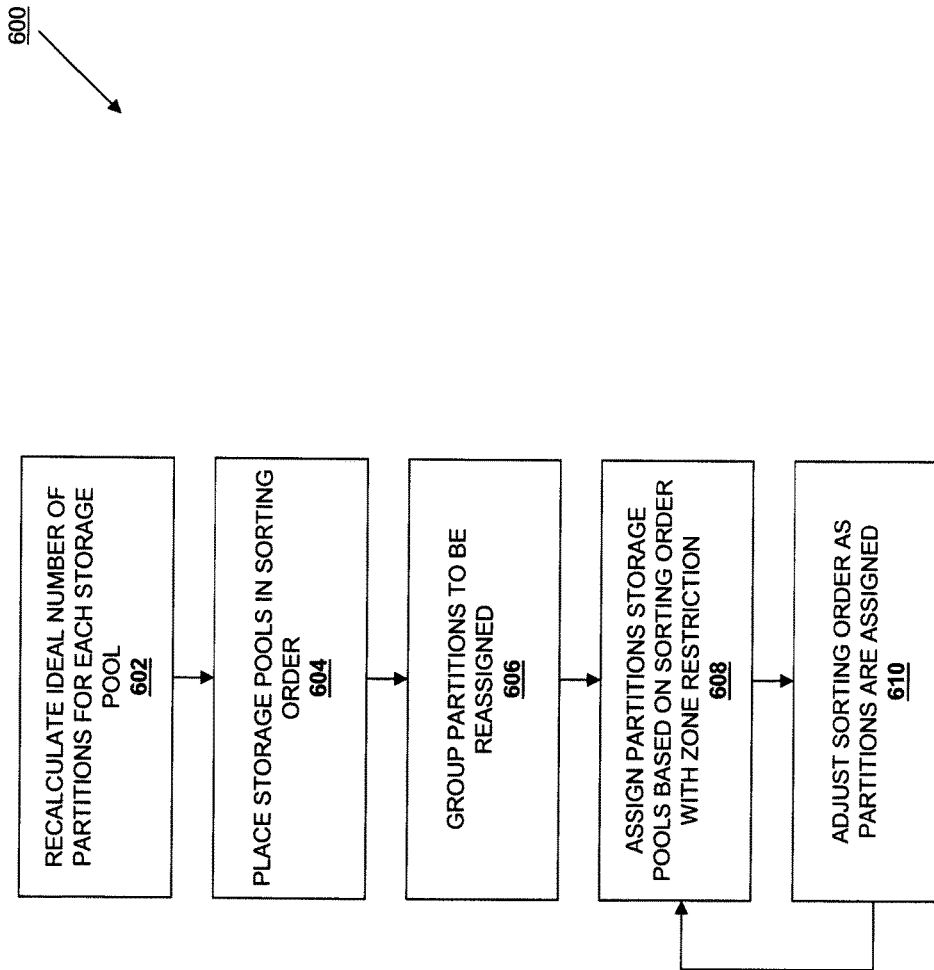 600
RECALCULATE IDEAL NUMBER OF
PARTITIONS FOR EACH STORAGE
POOL
602
PLACE STORAGE POOLS IN SORTING
ORDER
604
GROUP PARTITIONS TO BE
REASSIGNED
606
ASSIGN PARTITIONS STORAGE
POOLS BASED ON SORTING ORDER
WITH ZONE RESTRICTION
608
ADJUST SORTING ORDER AS
PARTITIONS ARE ASSIGNED
610